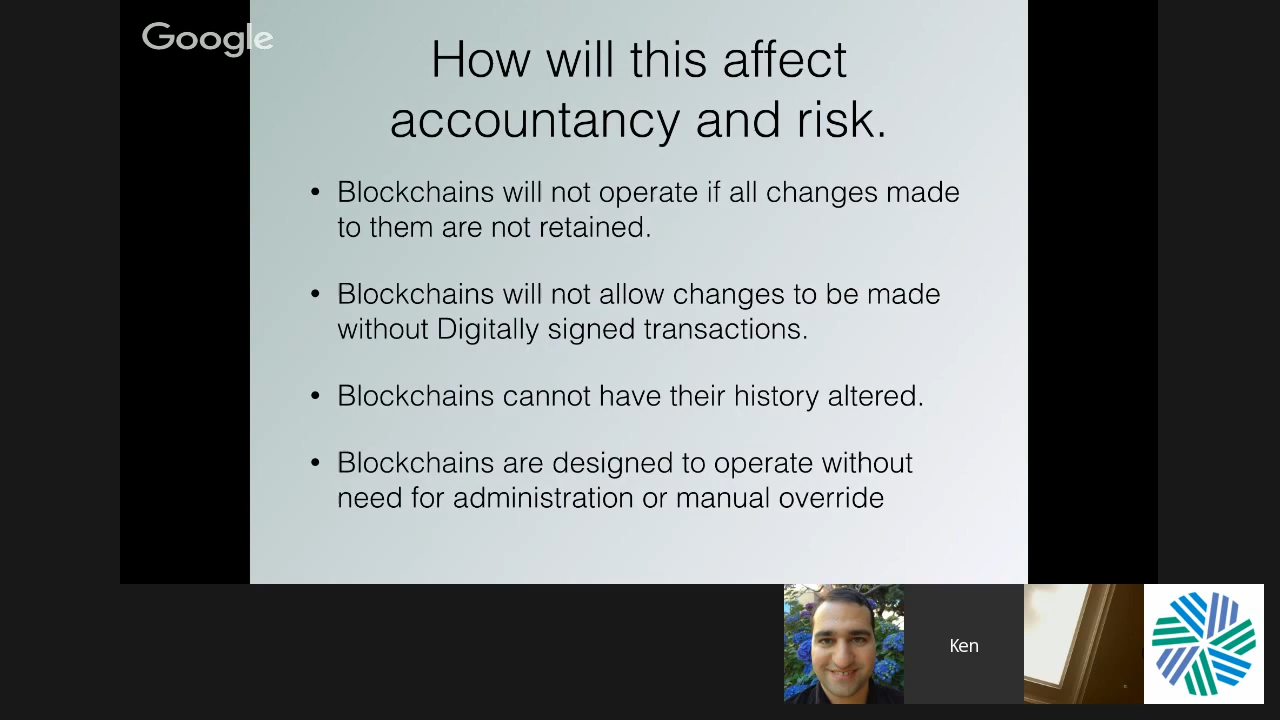 Google
How will this affect
accountancy and risk.
• Blockchains will not operate if all changes made
to them are not retained.
• Blockchains will not allow changes to be made
without Digitally signed transactions.
• Blockchains cannot have their history altered.
• Blockchains are designed to operate without
need for administration or manual override
Ken